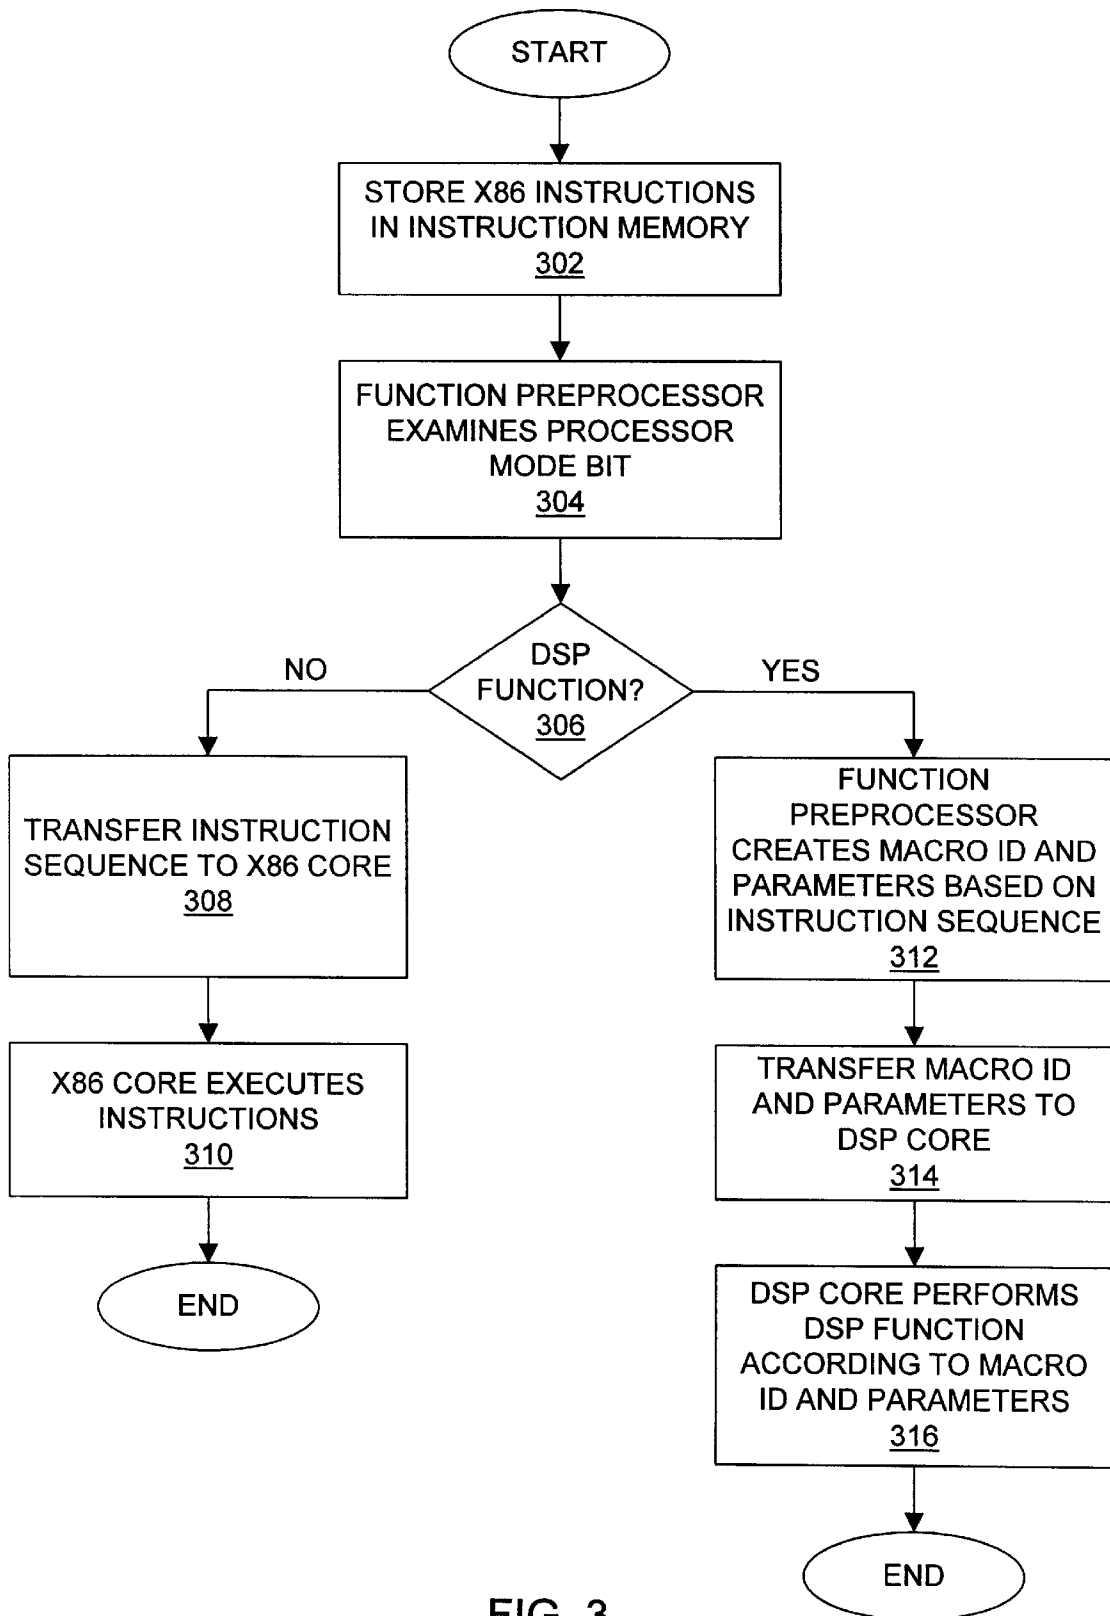 START
STORE X86 INSTRUCTIONS
IN INSTRUCTION MEMORY
302
FUNCTION PREPROCESSOR
EXAMINES PROCESSOR
MODE BIT
304
DSP
FUNCTION?
306
NO
YES
TRANSFER INSTRUCTION
SEQUENCE TO X86 CORE
308
X86 CORE EXECUTES
INSTRUCTIONS
310
END
FUNCTION
PREPROCESSOR
CREATES MACRO ID AND
PARAMETERS BASED ON
INSTRUCTION SEQUENCE
312
TRANSFER MACRO ID
AND PARAMETERS TO
DSP CORE
314
DSP CORE PERFORMS
DSP FUNCTION
ACCORDING TO MACRO
ID AND PARAMETERS
316
END
FIG. 3